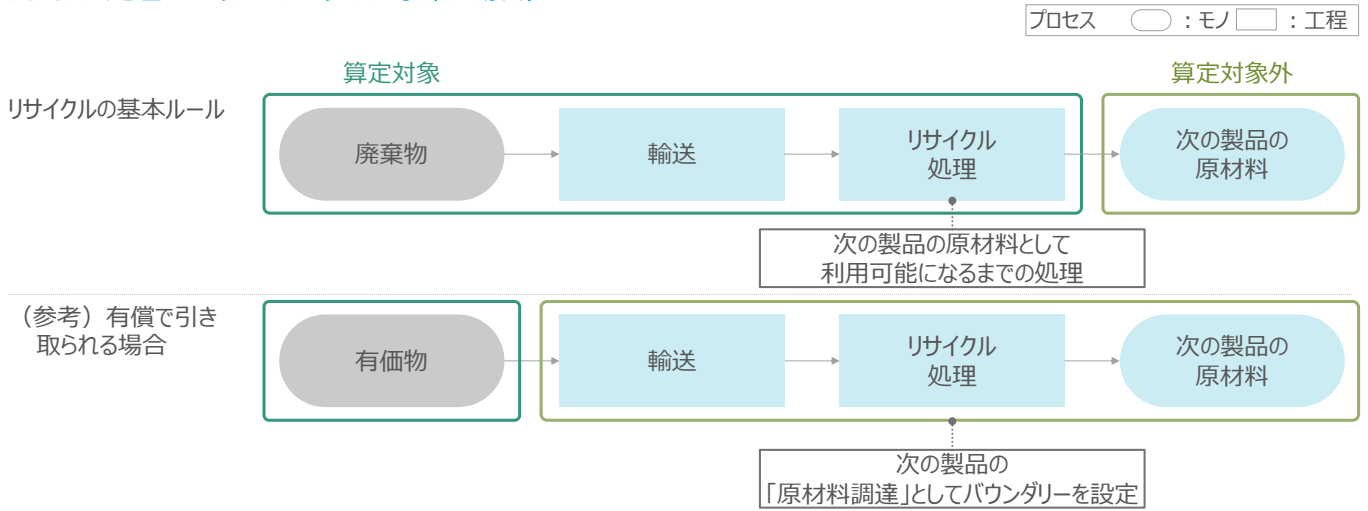 プロセス ：モノ ：工程
算定対象
算定対象外
リサイクルの基本ルール
廃棄物
輸送
リサイクル
処理
次の製品の
原材料
次の製品の原材料として
利用可能になるまでの処理
（参考）有償で引き
取られる場合
有価物
輸送
リサイクル
処理
次の製品の
原材料
次の製品の
「原材料調達」としてバウンダリーを設定